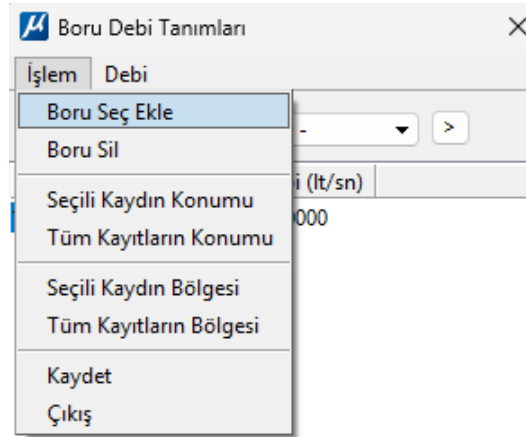 Boru Debi Tanımları
İşlem Debi
Boru Seç Ekle
-
>
Boru Sil
i (lt/sn)
Seçili Kaydın Konumu
0000
Tüm Kayıtların Konumu
Seçili Kaydın Bölgesi
Tüm Kayıtların Bölgesi
Kaydet
Çıkış